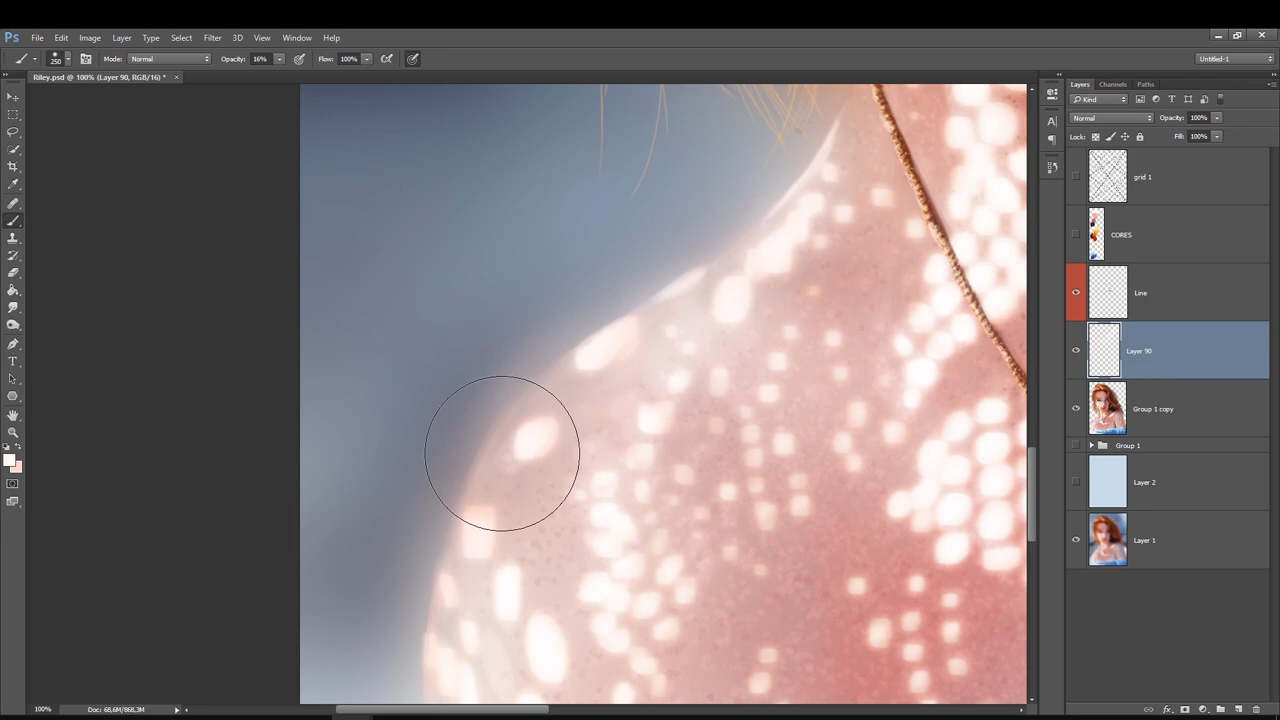 Ps File Edit Image Layer Type Select Filter 3D View Window Help
250 Mode: Normal Opacity: 16% Flow: 100% Untitled-1
Riley.psd @ 100% (Layer 90, RGB/16) * ×
Layers Channels Paths
Kind
Normal Opacity: 100%
Lock: Fill: 100%
grid 1
CORES
Line
Layer 90
Group 1 copy
Group 1
Layer 2
Layer 1
100% Doc: 68,6M/868,3M